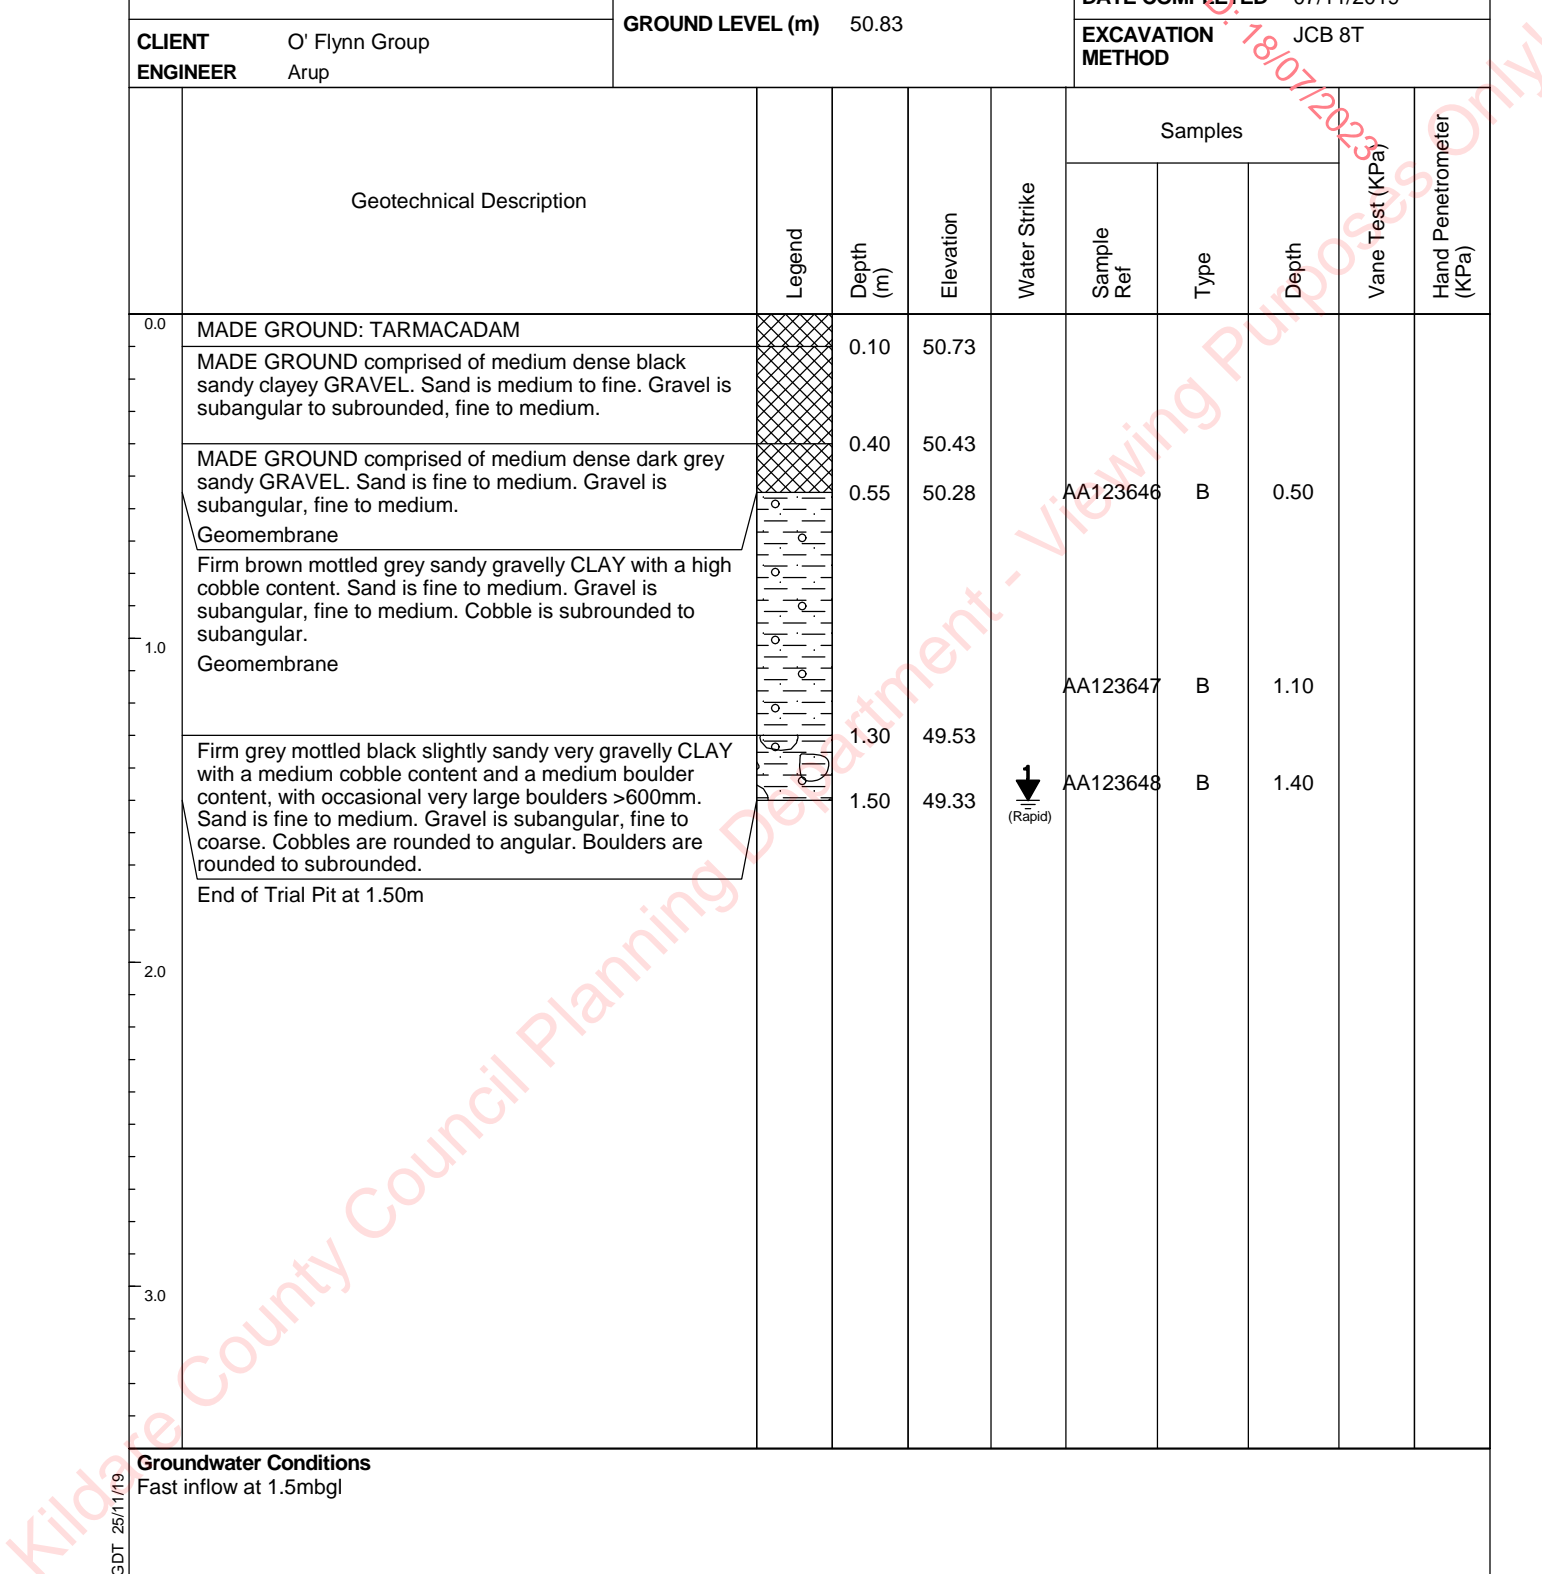 GROUND LEVEL (m) 50.83
CLIENT O' Flynn Group
ENGINEER Arup
EXCAVATION JCB 8T
METHOD
D: 18/07/2023
Geotechnical Description
Legend
Depth
(m)
Elevation
Water Strike
Samples
Sample
Ref
Type
Depth
Vane Test (KPa)
Hand Penetrometer
(KPa)
0.0
MADE GROUND: TARMACADAM
0.10 50.73
MADE GROUND comprised of medium dense black
sandy clayey GRAVEL. Sand is medium to fine. Gravel is
subangular to subrounded, fine to medium.
0.40 50.43
MADE GROUND comprised of medium dense dark grey
sandy GRAVEL. Sand is fine to medium. Gravel is
subangular, fine to medium.
0.55 50.28 AA123646 B 0.50
Geomembrane
Firm brown mottled grey sandy gravelly CLAY with a high
cobble content. Sand is fine to medium. Gravel is
subangular, fine to medium. Cobble is subrounded to
subangular.
1.0
Geomembrane
AA123647 B 1.10
1.30 49.53
Firm grey mottled black slightly sandy very gravelly CLAY
with a medium cobble content and a medium boulder
content, with occasional very large boulders >600mm.
Sand is fine to medium. Gravel is subangular, fine to
coarse. Cobbles are rounded to angular. Boulders are
rounded to subrounded.
1
AA123648 B 1.40
1.50 49.33
(Rapid)
End of Trial Pit at 1.50m
2.0
3.0
Groundwater Conditions
Fast inflow at 1.5mbgl
GDT 25/11/19
Kildare County Council Planning Department - Viewing Purposes Only!